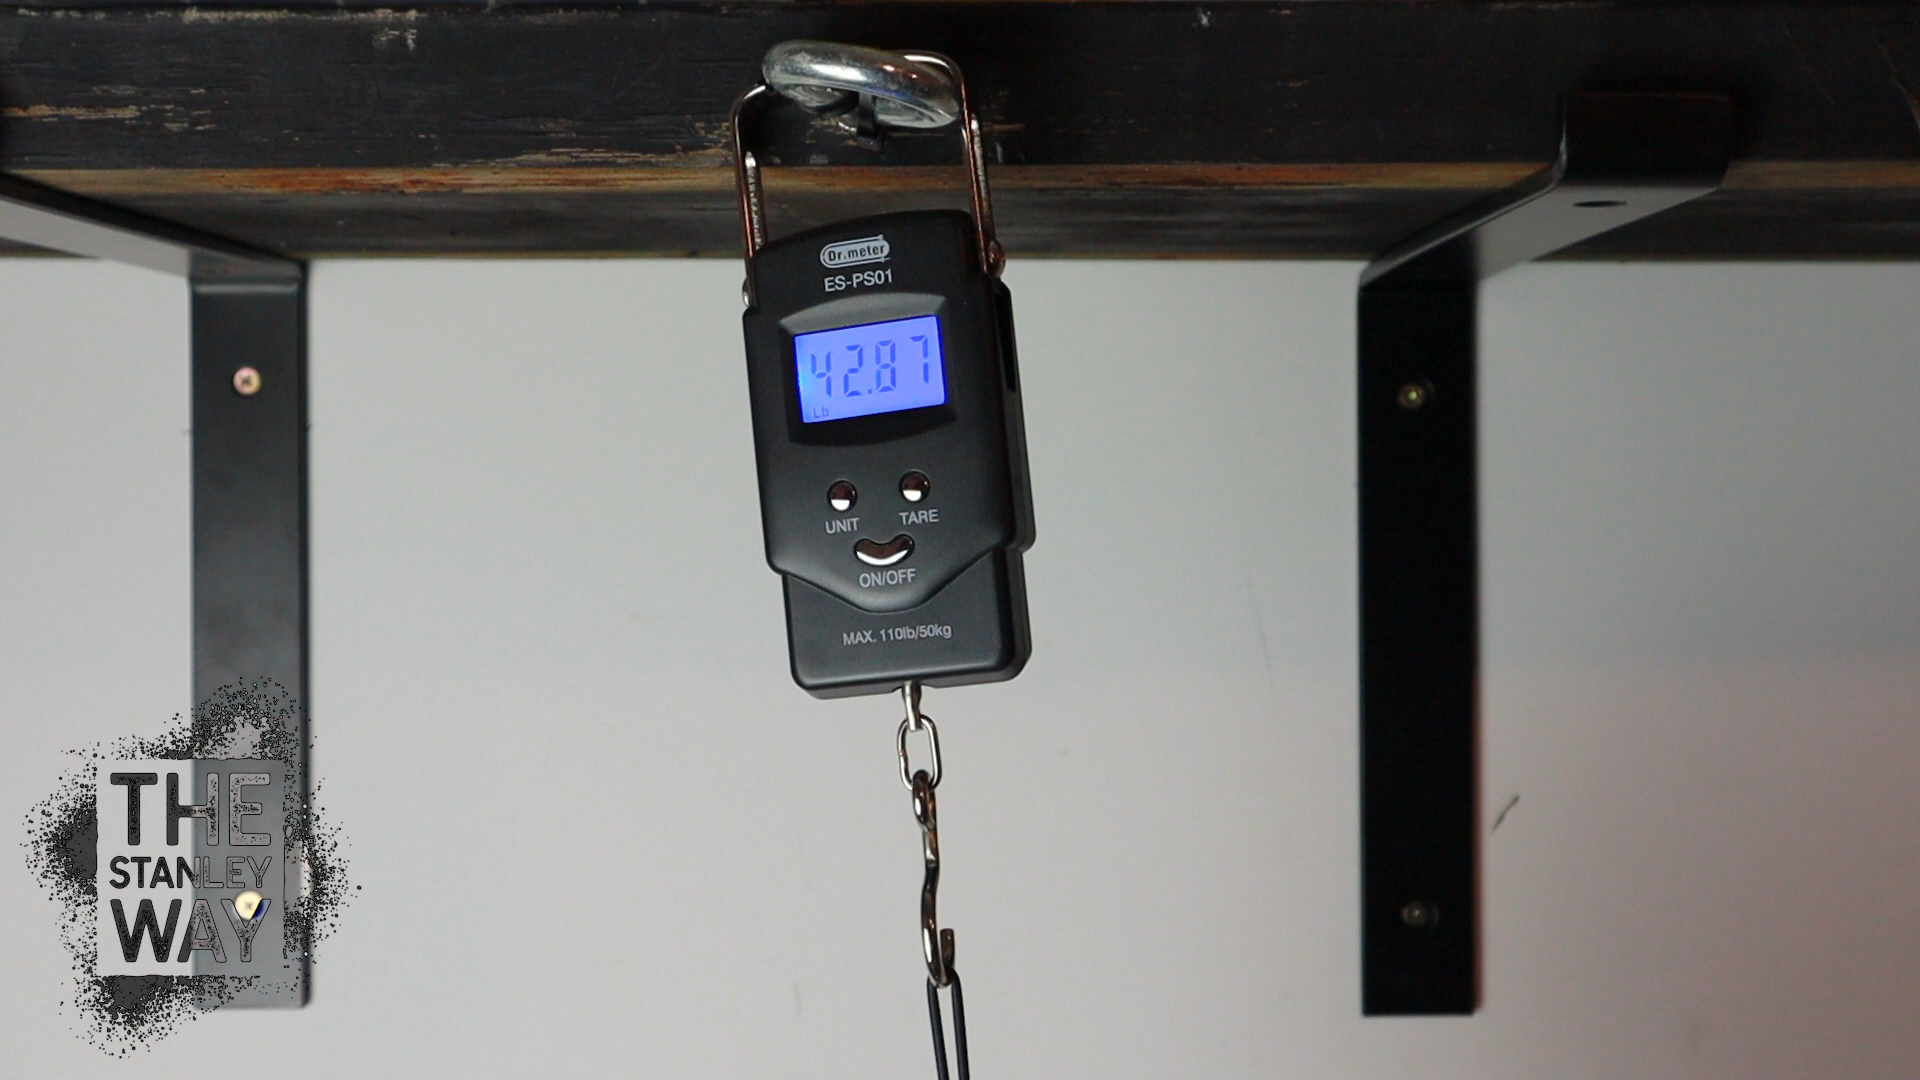 Dr.meter
ES-PS01
42.87
Lb
UNIT TARE
ON/OFF
MAX. 110lb/50kg
THE
STANLEY
WAY